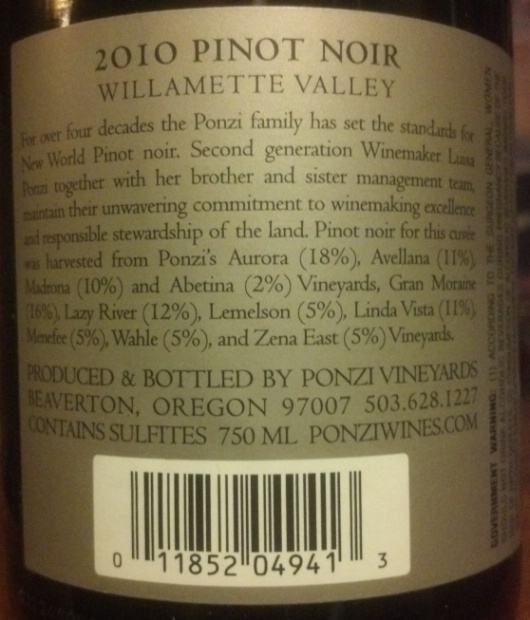 2010 PINOT NOIR
WILLAMETTE VALLEY
For over four decades the Ponzi family has set the standards for
New World Pinot noir. Second generation Winemaker Luisa
Ponzi together with her brother and sister management team,
maintain their unwavering commitment to winemaking excellence
and responsible stewardship of the land. Pinot noir for this cuvée
was harvested from Ponzi's Aurora (18%), Avellana (11%),
Madrona (10%) and Abetina (2%) Vineyards, Gran Moraine
(16%), Lazy River (12%), Lemelson (5%), Linda Vista (11%),
Menefee (5%), Wahle (5%), and Zena East (5%) Vineyards.
PRODUCED & BOTTLED BY PONZI VINEYARDS
BEAVERTON, OREGON 97007 503.628.1227
CONTAINS SULFITES 750 ML PONZIWINES.COM
0 11852 04941 3
GOVERNMENT WARNING: (1) ACCORDING TO THE SURGEON GENERAL, WOMEN